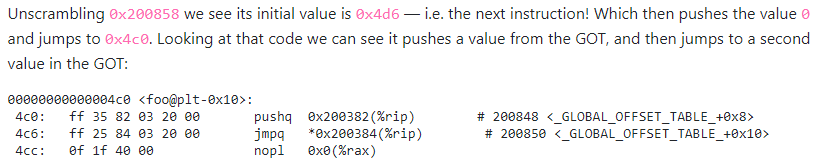 Unscrambling 0x200858 we see its initial value is 0x4d6 — i.e. the next instruction! Which then pushes the value 0
and jumps to 0x4c0. Looking at that code we can see it pushes a value from the GOT, and then jumps to a second
value in the GOT:
00000000000004c0 <foo@plt-0x10>:
4c0: ff 35 82 03 20 00 pushq 0x200382(%rip) # 200848 <_GLOBAL_OFFSET_TABLE_+0x8>
4c6: ff 25 84 03 20 00 jmpq *0x200384(%rip) # 200850 <_GLOBAL_OFFSET_TABLE_+0x10>
4cc: 0f 1f 40 00 nopl 0x0(%rax)